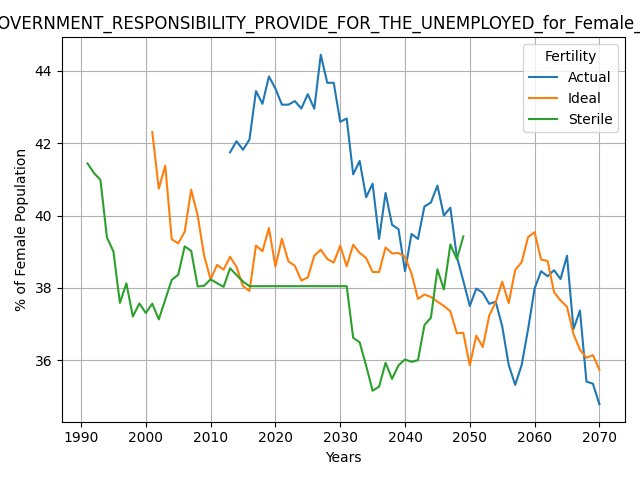 OVERNMENT_RESPONSIBILITY_PROVIDE_FOR_THE_UNEMPLOYED_for_Female_
Fertility
Actual
Ideal
Sterile
% of Female Population
44
42
40
38
36
1990 2000 2010 2020 2030 2040 2050 2060 2070
Years